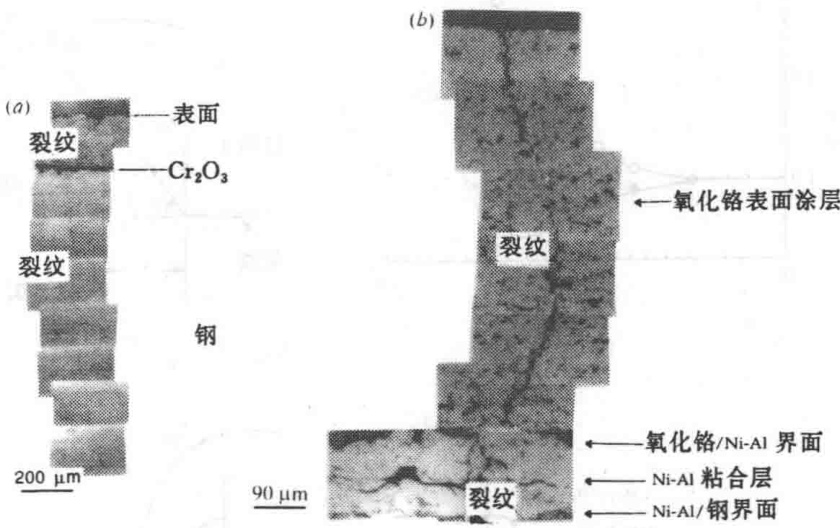 (a)
表面
裂纹
Cr₂O₃
裂纹
钢
200 μm
(b)
裂纹
氧化铬表面涂层
氧化铬/Ni-Al 界面
Ni-Al 粘合层
裂纹
Ni-Al/钢界面
90 μm